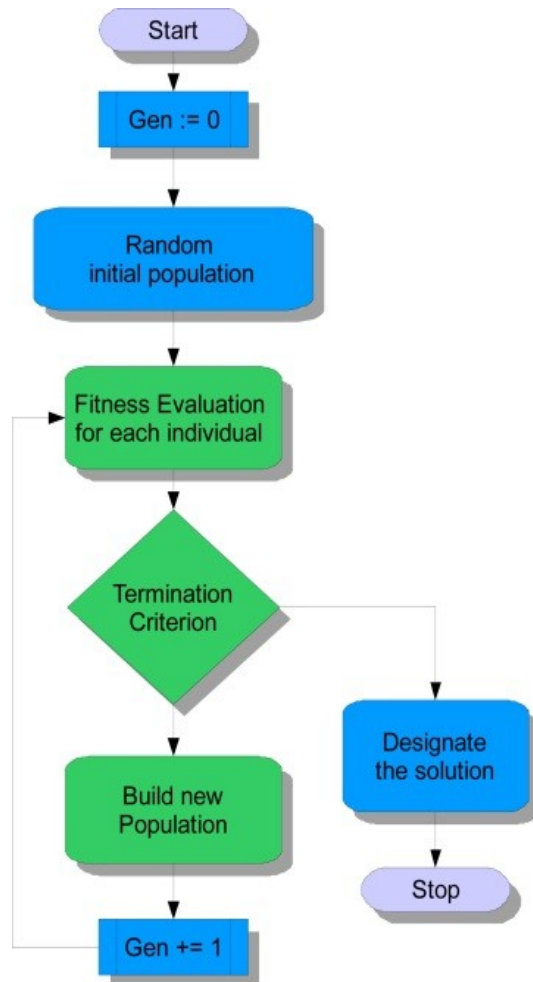 Start
Gen := 0
Random
initial population
Fitness Evaluation
for each individual
Termination
Criterion
Designate
the solution
Build new
Population
Stop
Gen += 1